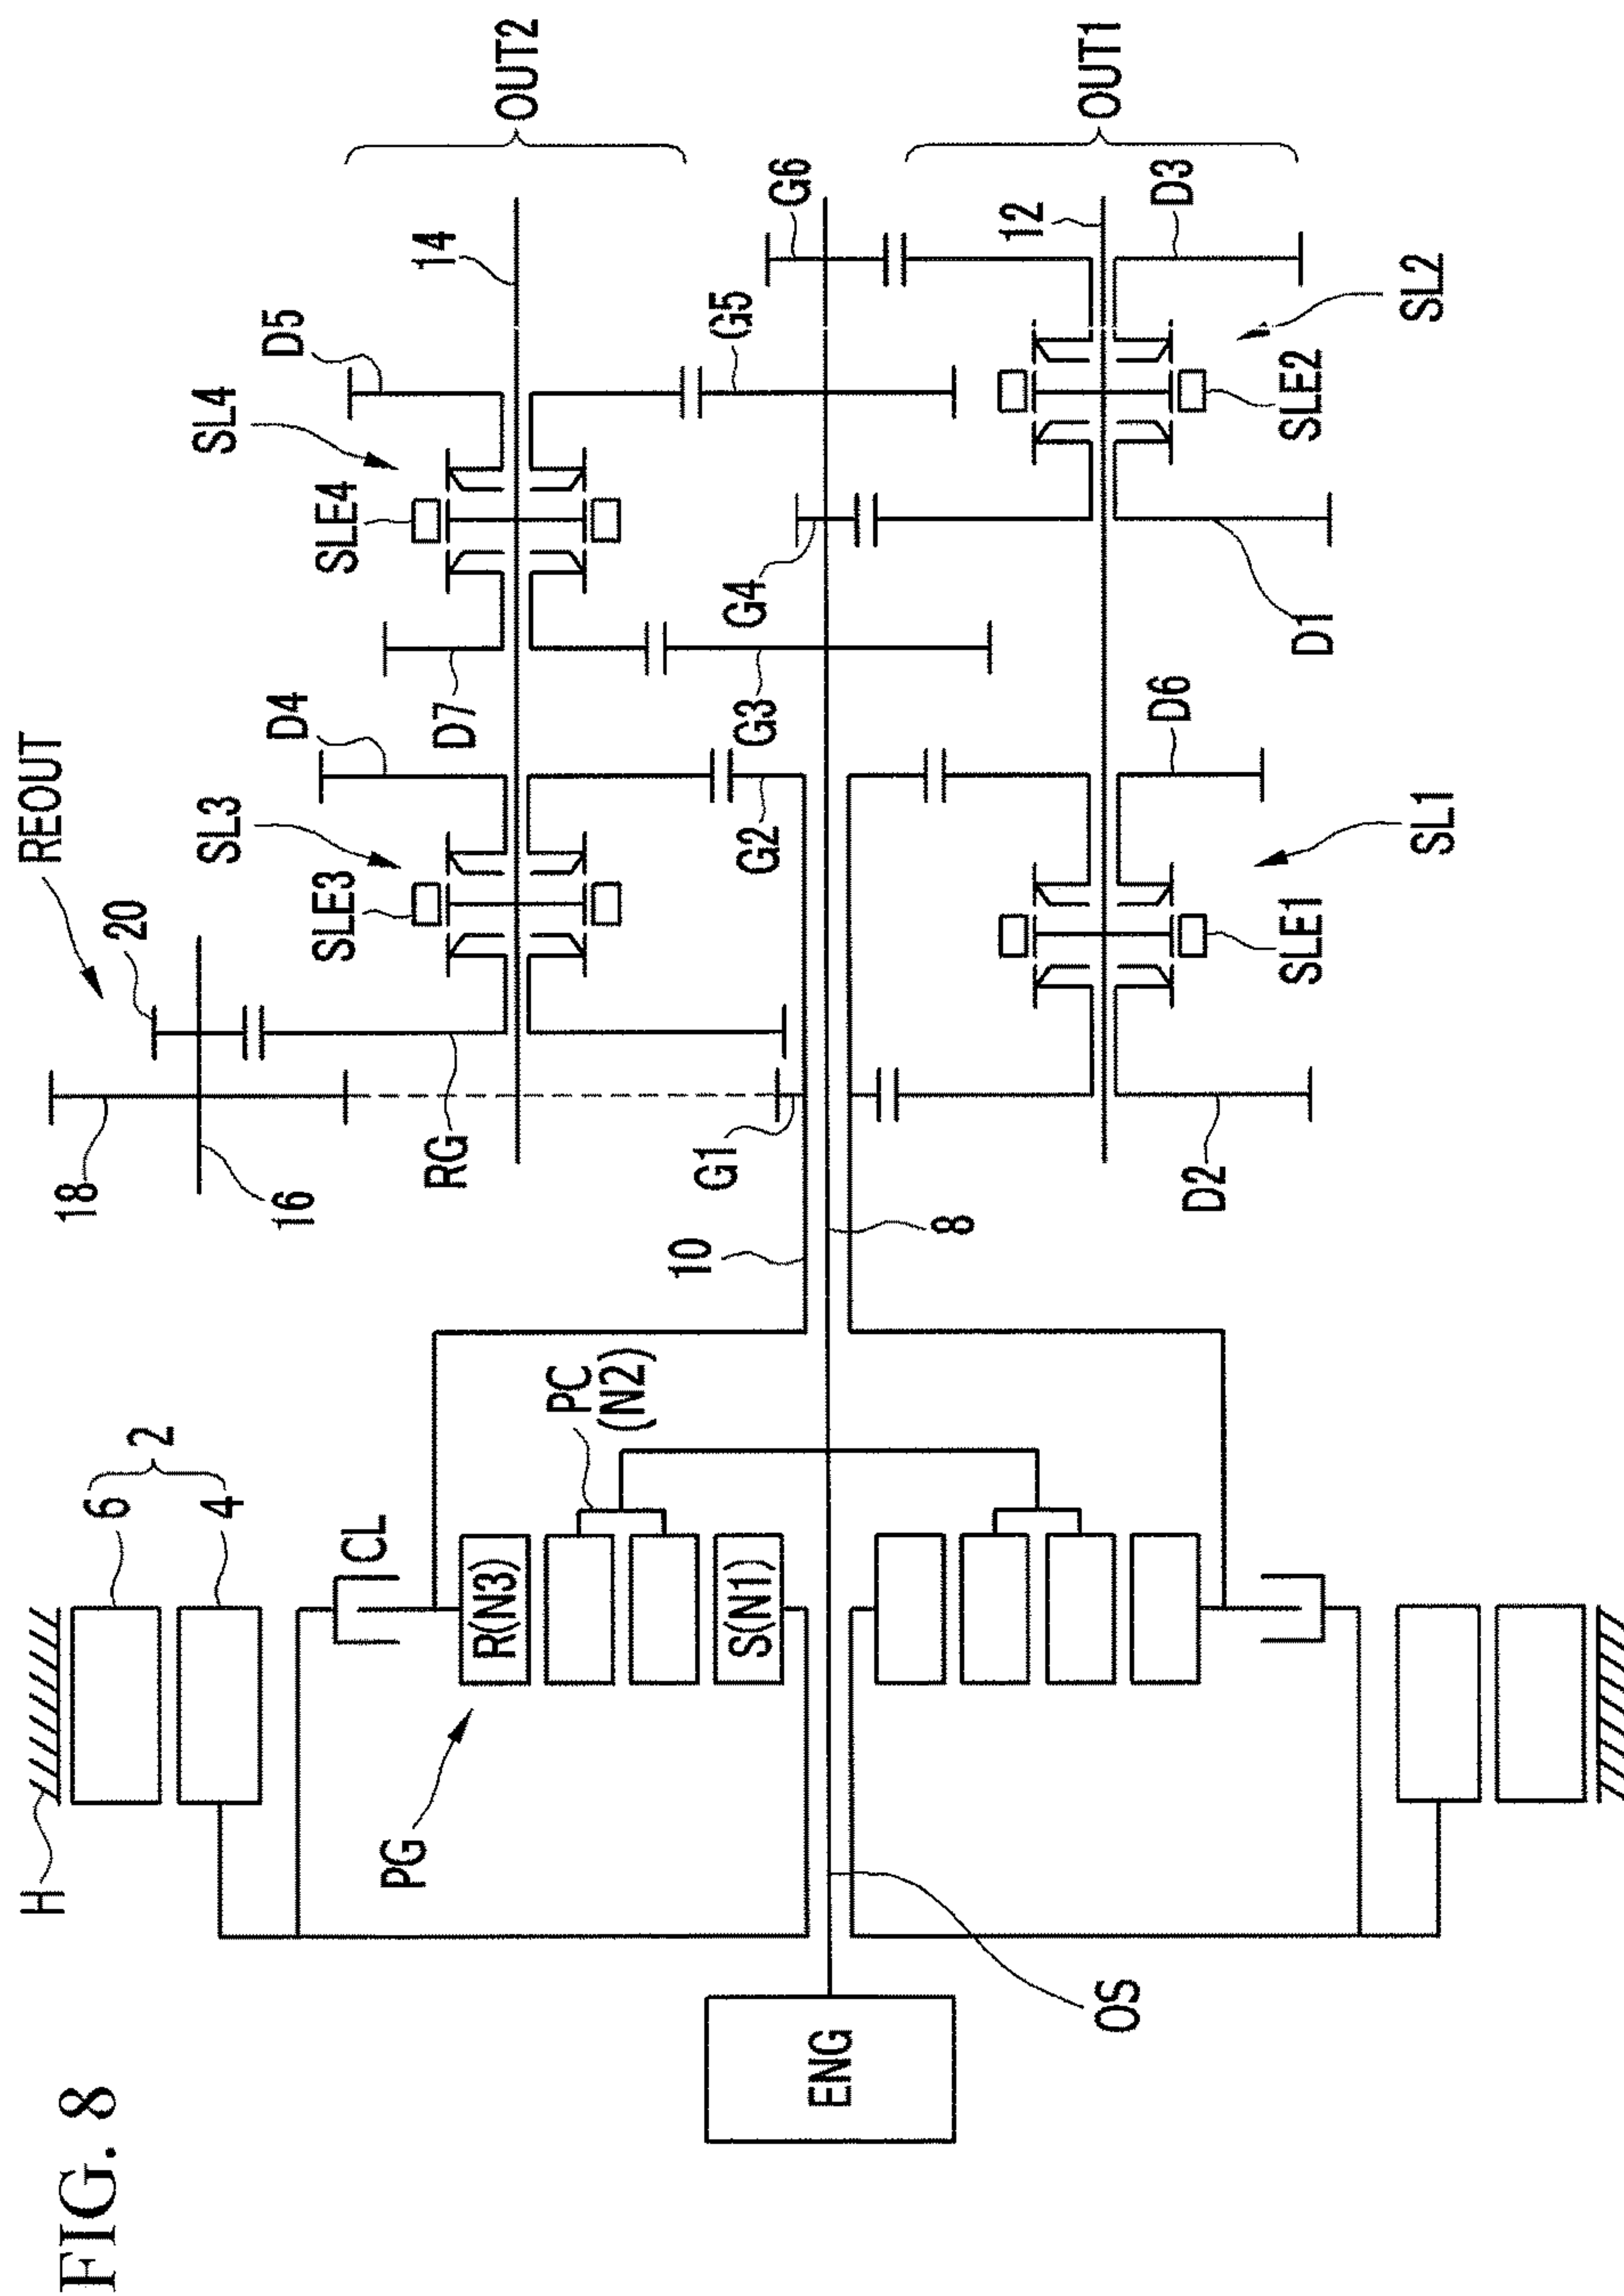 FIG. 8
REOUT
OUT2
OUT1
20
18
16
RG
SL3
SLE3
D4
D7
SL4
SLE4
D5
14
G1
G2
G3
G4
G5
G6
12
D3
SL2
SLE2
D1
D6
SL1
SLE1
D2
10
8
PC
(N2)
2
6
4
CL
R(N3)
S(N1)
H
PG
OS
ENG